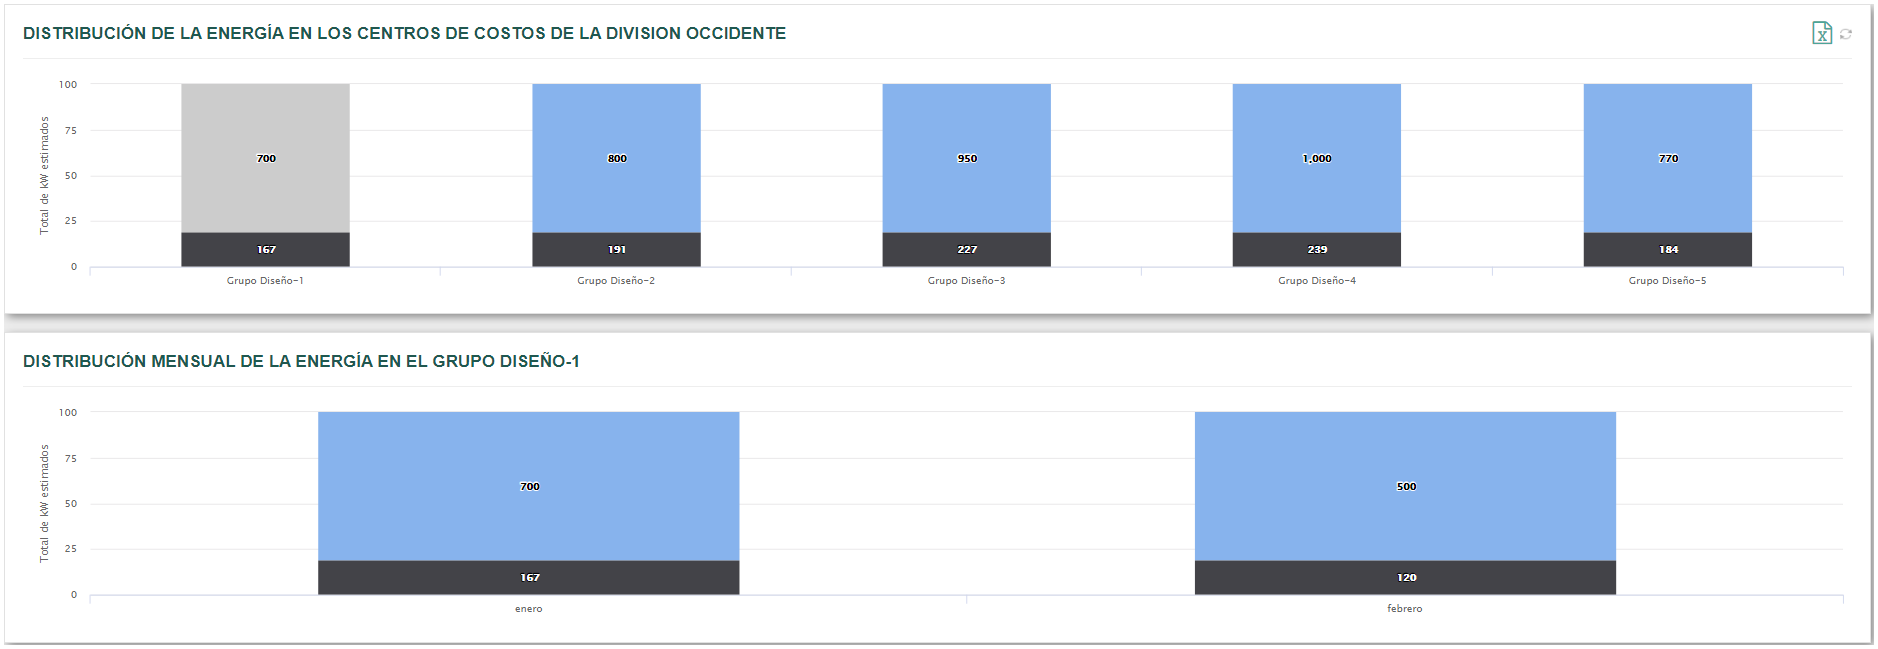 DISTRIBUCIÓN DE LA ENERGÍA EN LOS CENTROS DE COSTOS DE LA DIVISION OCCIDENTE
Total de kW estimados
100
75
50
25
0
700
800
950
1,000
770
167
191
227
239
184
Grupo Diseño-1
Grupo Diseño-2
Grupo Diseño-3
Grupo Diseño-4
Grupo Diseño-5
DISTRIBUCIÓN MENSUAL DE LA ENERGÍA EN EL GRUPO DISEÑO-1
Total de kW estimados
100
75
50
25
0
700
500
167
120
enero
febrero